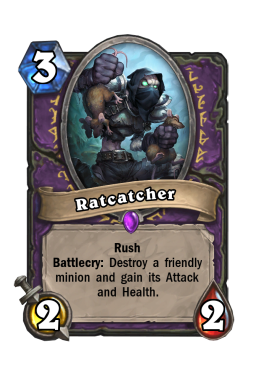 3
Ratcatcher
Rush
Battlecry: Destroy a friendly
minion and gain its Attack
and Health.
2 2